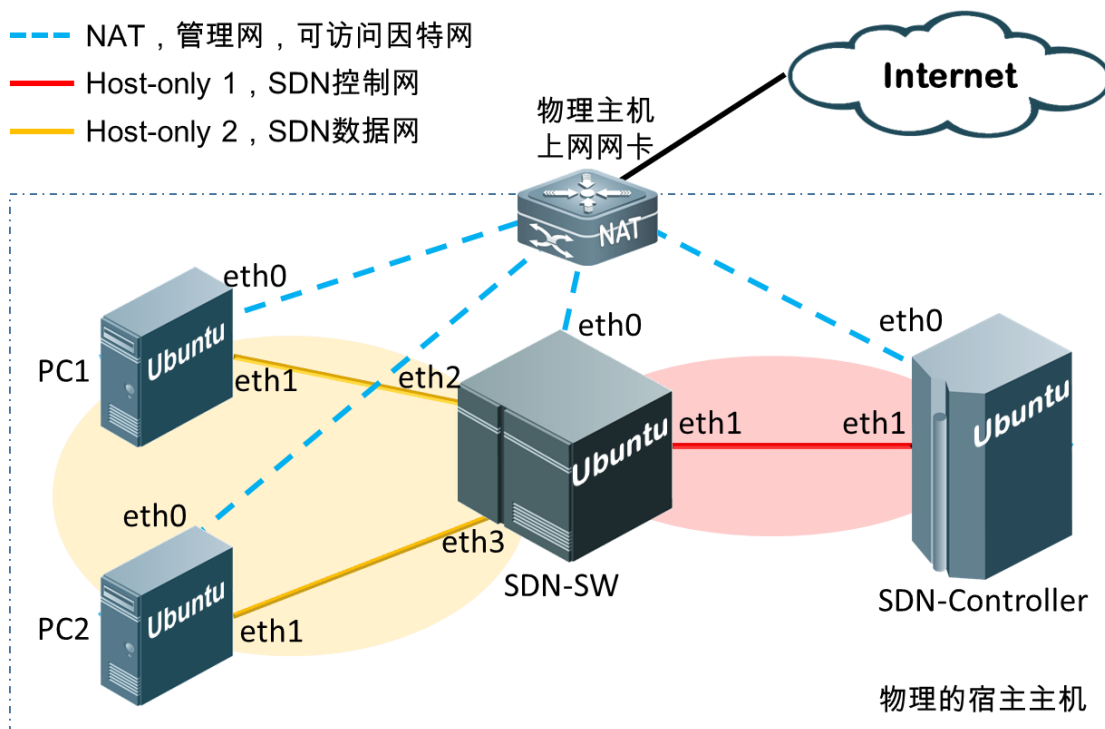 NAT，管理网，可访问因特网
Host-only 1，SDN控制网
Host-only 2，SDN数据网
Internet
物理主机
上网网卡
NAT
eth0
Ubuntu
PC1
eth1
eth2
eth0
eth0
Ubuntu
eth1
eth1
Ubuntu
eth0
Ubuntu
PC2
eth1
eth3
SDN-SW
SDN-Controller
物理的宿主主机